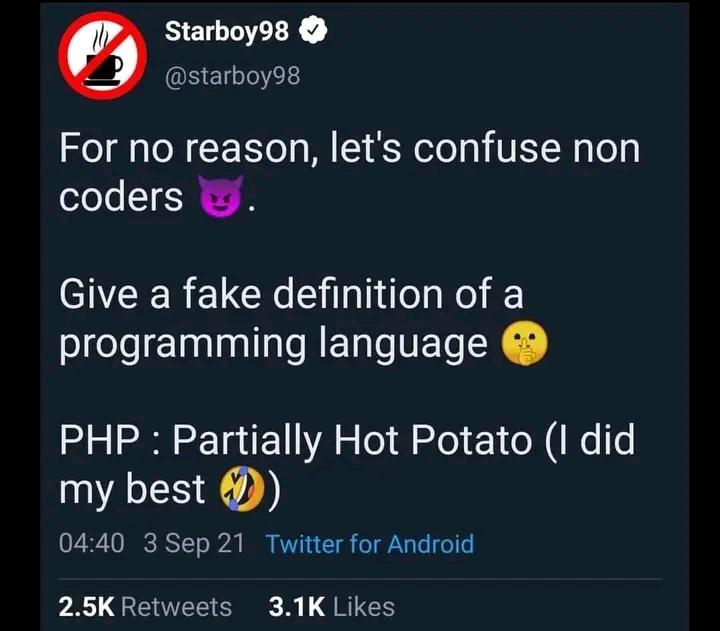 Starboy98
@starboy98
For no reason, let's confuse non
coders 😈.
Give a fake definition of a
programming language 🤫
PHP : Partially Hot Potato (I did
my best 🤣)
04:40 3 Sep 21 Twitter for Android
2.5K Retweets 3.1K Likes